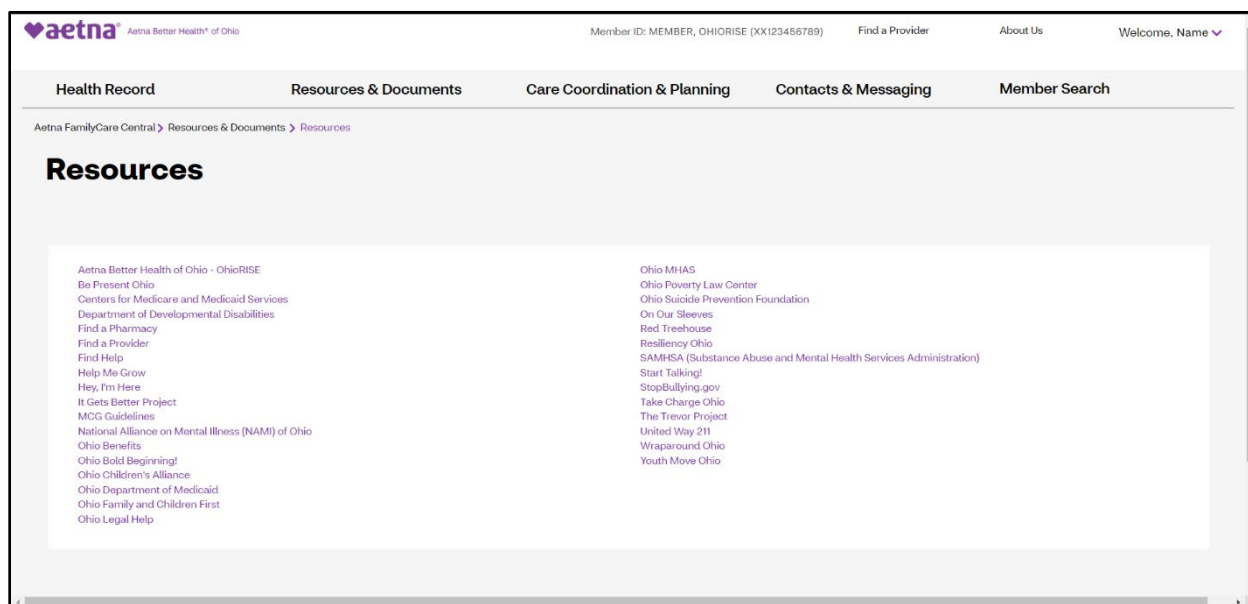 aetna® Aetna Better Health® of Ohio
Member ID: MEMBER, OHIORISE (XX123456789)
Find a Provider
About Us
Welcome, Name
Health Record
Resources & Documents
Care Coordination & Planning
Contacts & Messaging
Member Search
Aetna FamilyCare Central > Resources & Documents > Resources
Resources
Aetna Better Health of Ohio - OhioRISE
Be Present Ohio
Centers for Medicare and Medicaid Services
Department of Developmental Disabilities
Find a Pharmacy
Find a Provider
Find Help
Help Me Grow
Hey, I'm Here
It Gets Better Project
MCG Guidelines
National Alliance on Mental Illness (NAMI) of Ohio
Ohio Benefits
Ohio Bold Beginning!
Ohio Children's Alliance
Ohio Department of Medicaid
Ohio Family and Children First
Ohio Legal Help
Ohio MHAS
Ohio Poverty Law Center
Ohio Suicide Prevention Foundation
On Our Sleeves
Red Treehouse
Resiliency Ohio
SAMHSA (Substance Abuse and Mental Health Services Administration)
Start Talking!
StopBullying.gov
Take Charge Ohio
The Trevor Project
United Way 211
Wraparound Ohio
Youth Move Ohio